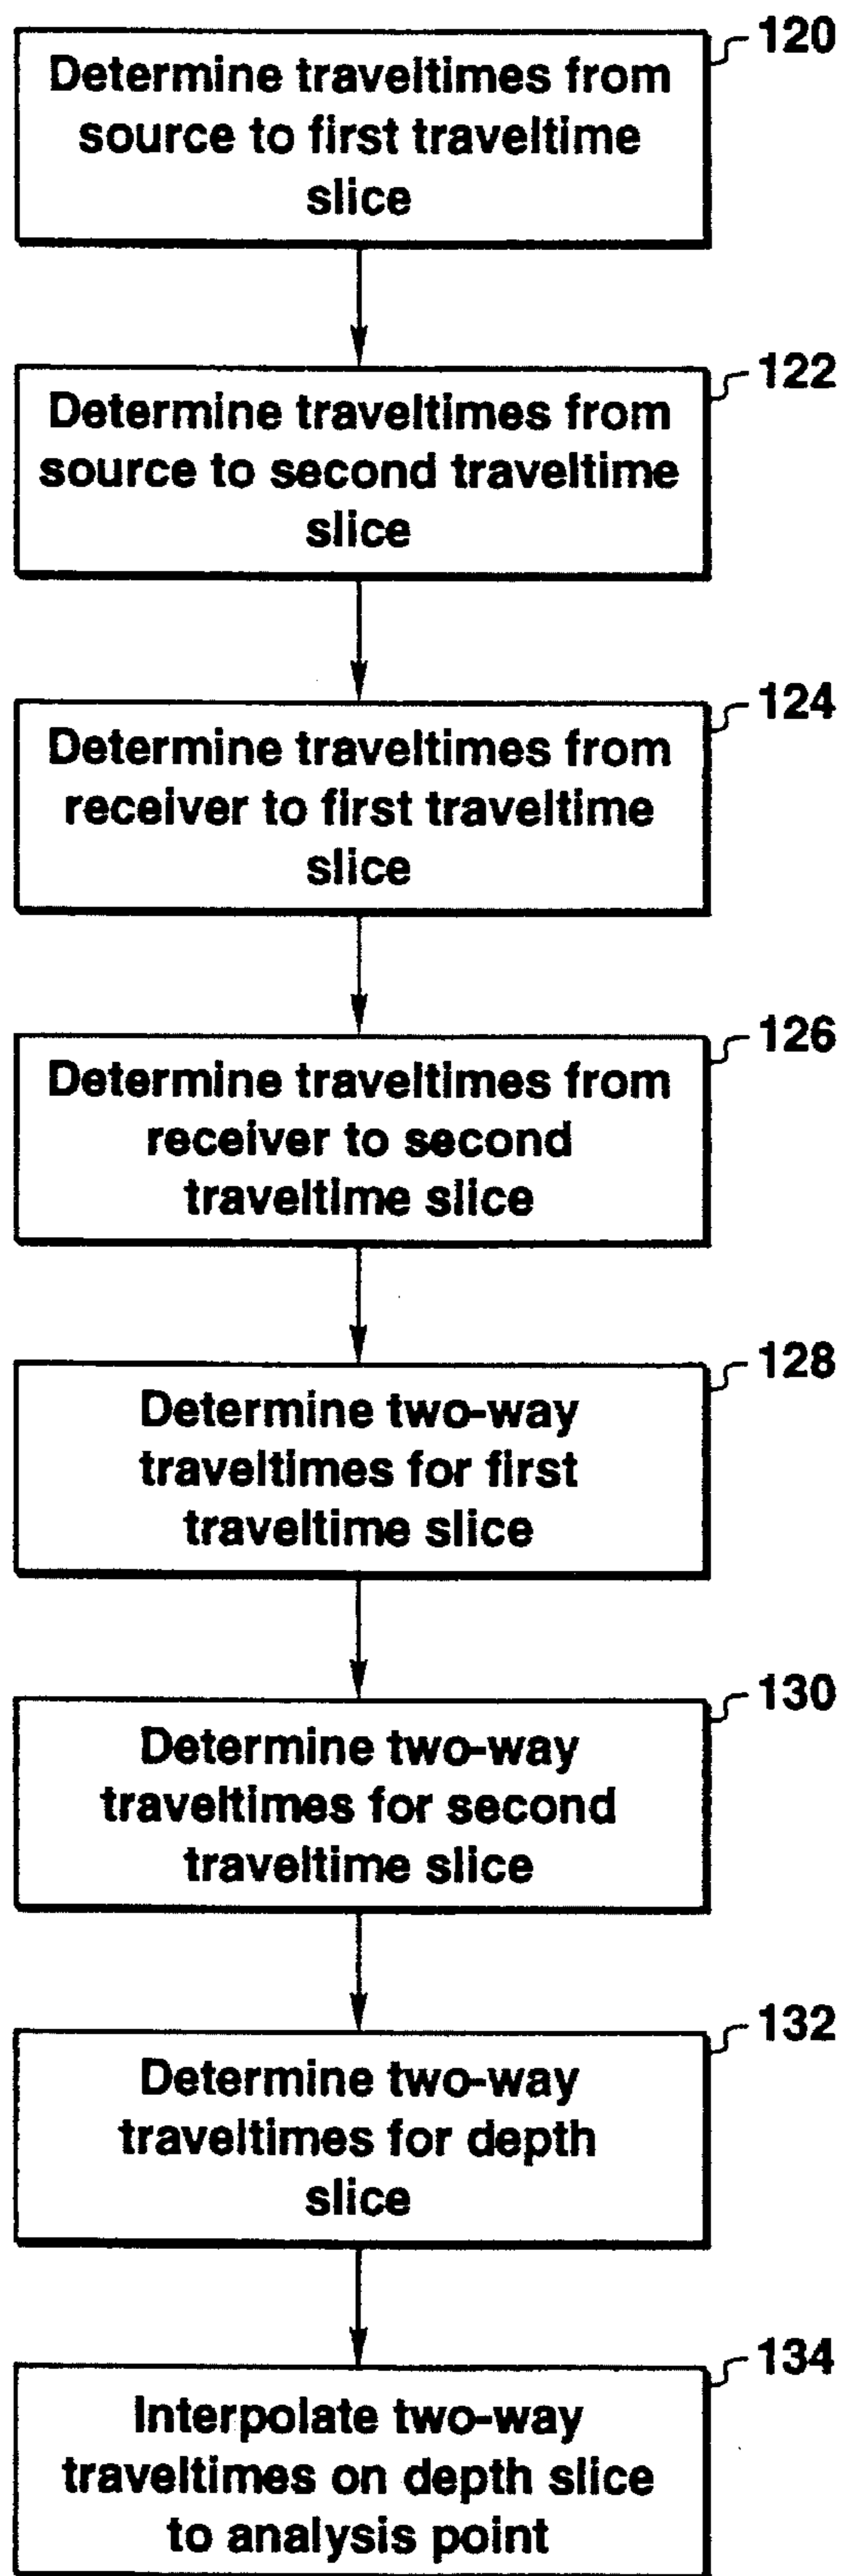 120
Determine traveltimes from
source to first traveltime
slice
122
Determine traveltimes from
source to second traveltime
slice
124
Determine traveltimes from
receiver to first traveltime
slice
126
Determine traveltimes from
receiver to second
traveltime slice
128
Determine two-way
traveltimes for first
traveltime slice
130
Determine two-way
traveltimes for second
traveltime slice
132
Determine two-way
traveltimes for depth
slice
134
Interpolate two-way
traveltimes on depth slice
to analysis point